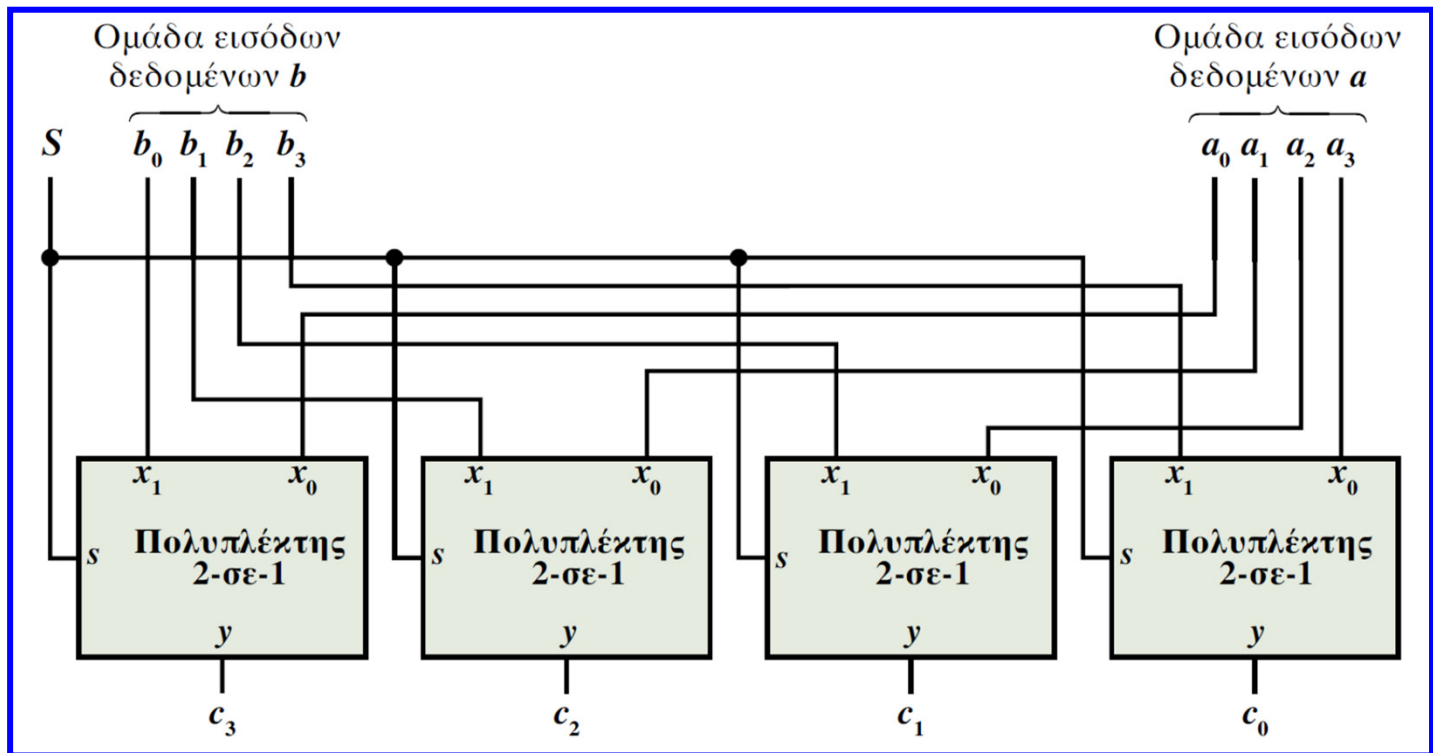 Ομάδα εισόδων
δεδομένων b
Ομάδα εισόδων
δεδομένων a
S b₀ b₁ b₂ b₃ a₀ a₁ a₂ a₃
x₁ x₀ x₁ x₀ x₁ x₀ x₁ x₀
s Πολυπλέκτης s Πολυπλέκτης s Πολυπλέκτης s Πολυπλέκτης
2-σε-1 2-σε-1 2-σε-1 2-σε-1
y y y y
c₃ c₂ c₁ c₀